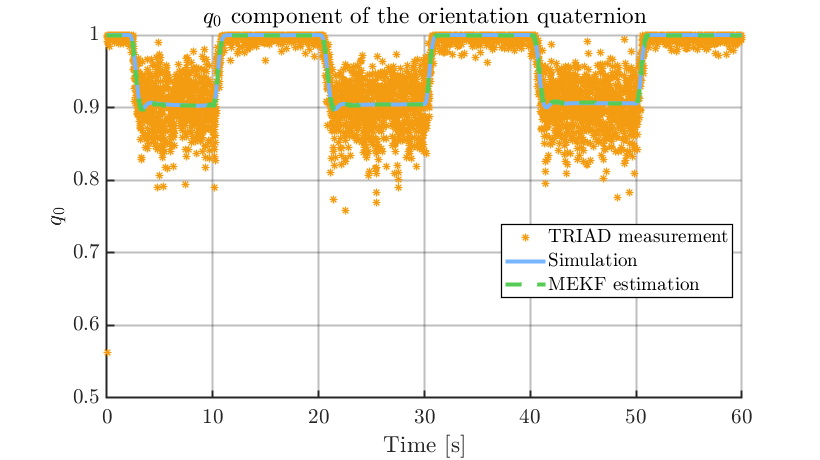 q₀ component of the orientation quaternion
1
0.9
0.8
0.7
0.6
0.5
q₀
0 10 20 30 40 50 60
Time [s]
TRIAD measurement
Simulation
MEKF estimation